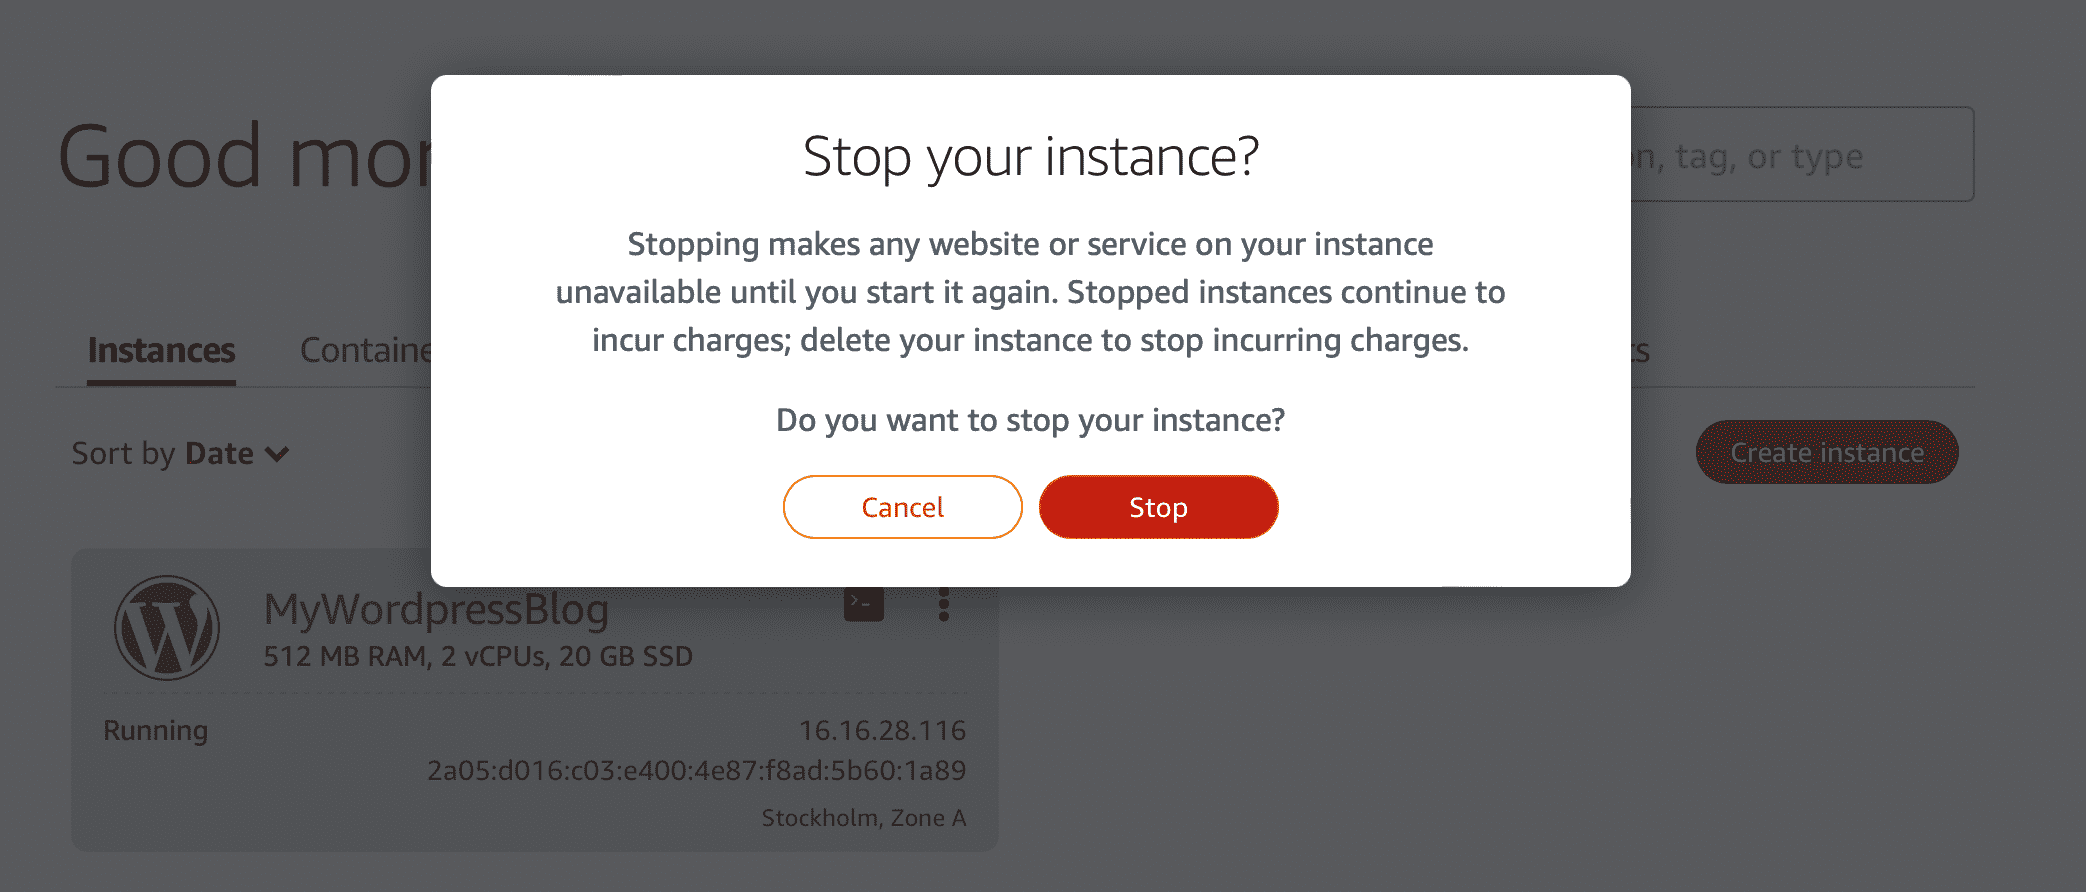 Good mor
Stop your instance?
Stopping makes any website or service on your instance
unavailable until you start it again. Stopped instances continue to
incur charges; delete your instance to stop incurring charges.
Do you want to stop your instance?
Cancel
Stop
n, tag, or type
Instances
Containe
ts
Sort by Date
Create instance
MyWordpressBlog
512 MB RAM, 2 vCPUs, 20 GB SSD
Running
16.16.28.116
2a05:d016:c03:e400:4e87:f8ad:5b60:1a89
Stockholm, Zone A